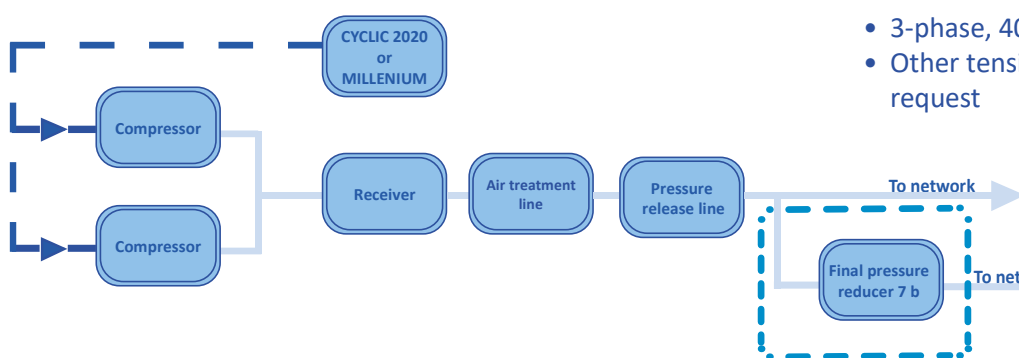 CYCLIC 2020
or
MILLENIUM
• 3-phase,
• Other
request
Compressor
Receiver
Air treatment
line
Pressure
release line
To network
Compressor
Final pressure
reducer 7 b
To